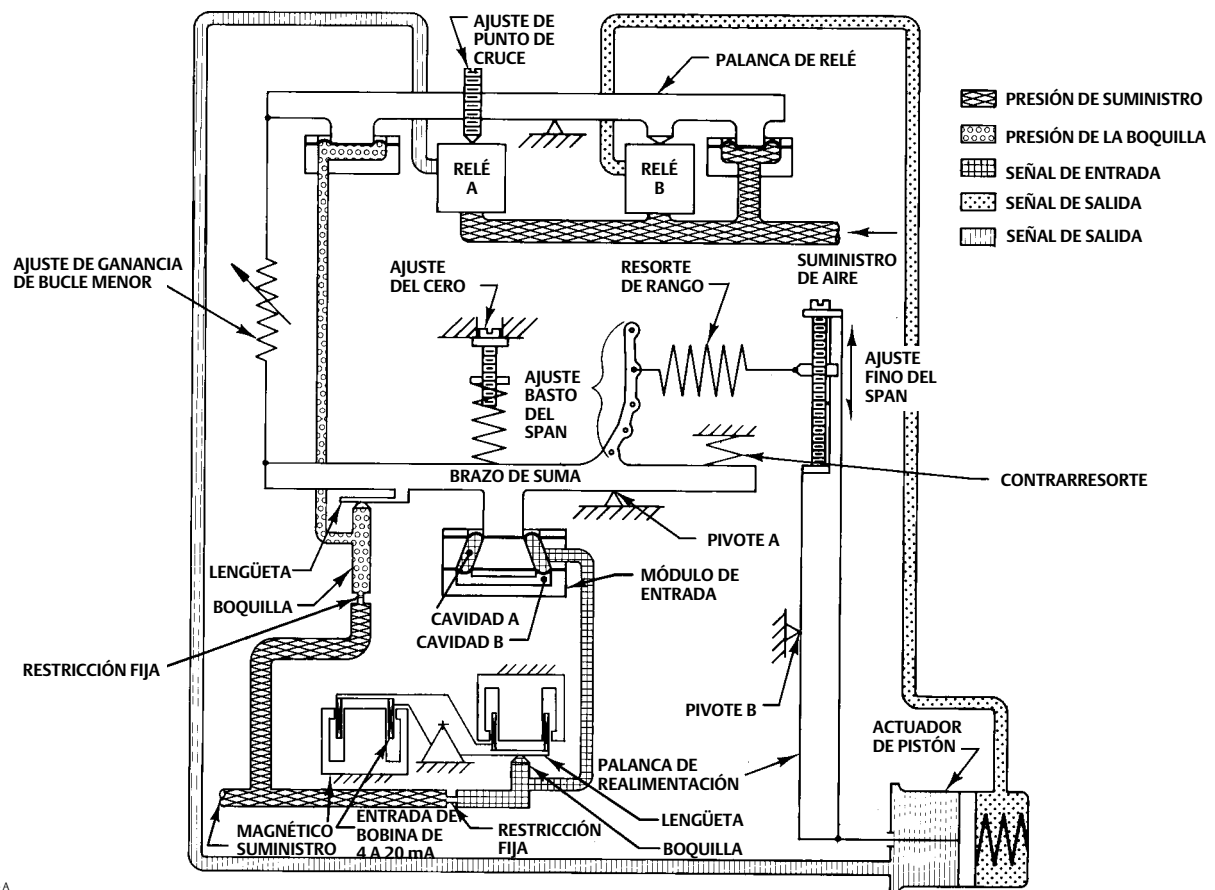 AJUSTE DE
PUNTO DE
CRUCE
PALANCA DE RELÉ
PRESIÓN DE SUMINISTRO
PRESIÓN DE LA BOQUILLA
SEÑAL DE ENTRADA
SEÑAL DE SALIDA
SEÑAL DE SALIDA
RELÉ
A
RELÉ
B
SUMINISTRO
DE AIRE
AJUSTE DE GANANCIA
DE BUCLE MENOR
AJUSTE
DEL CERO
RESORTE
DE RANGO
AJUSTE
BASTO
DEL
SPAN
AJUSTE
FINO DEL
SPAN
BRAZO DE SUMA
CONTRARRESORTE
LENGÜETA
BOQUILLA
RESTRICCIÓN FIJA
PIVOTE A
MÓDULO DE
ENTRADA
CAVIDAD A
CAVIDAD B
PIVOTE B
ACTUADOR
DE PISTÓN
PALANCA DE
REALIMENTACIÓN
MAGNÉTICO
SUMINISTRO
ENTRADA DE
BOBINA DE
4 A 20 mA
RESTRICCIÓN
FIJA
LENGÜETA
BOQUILLA
A